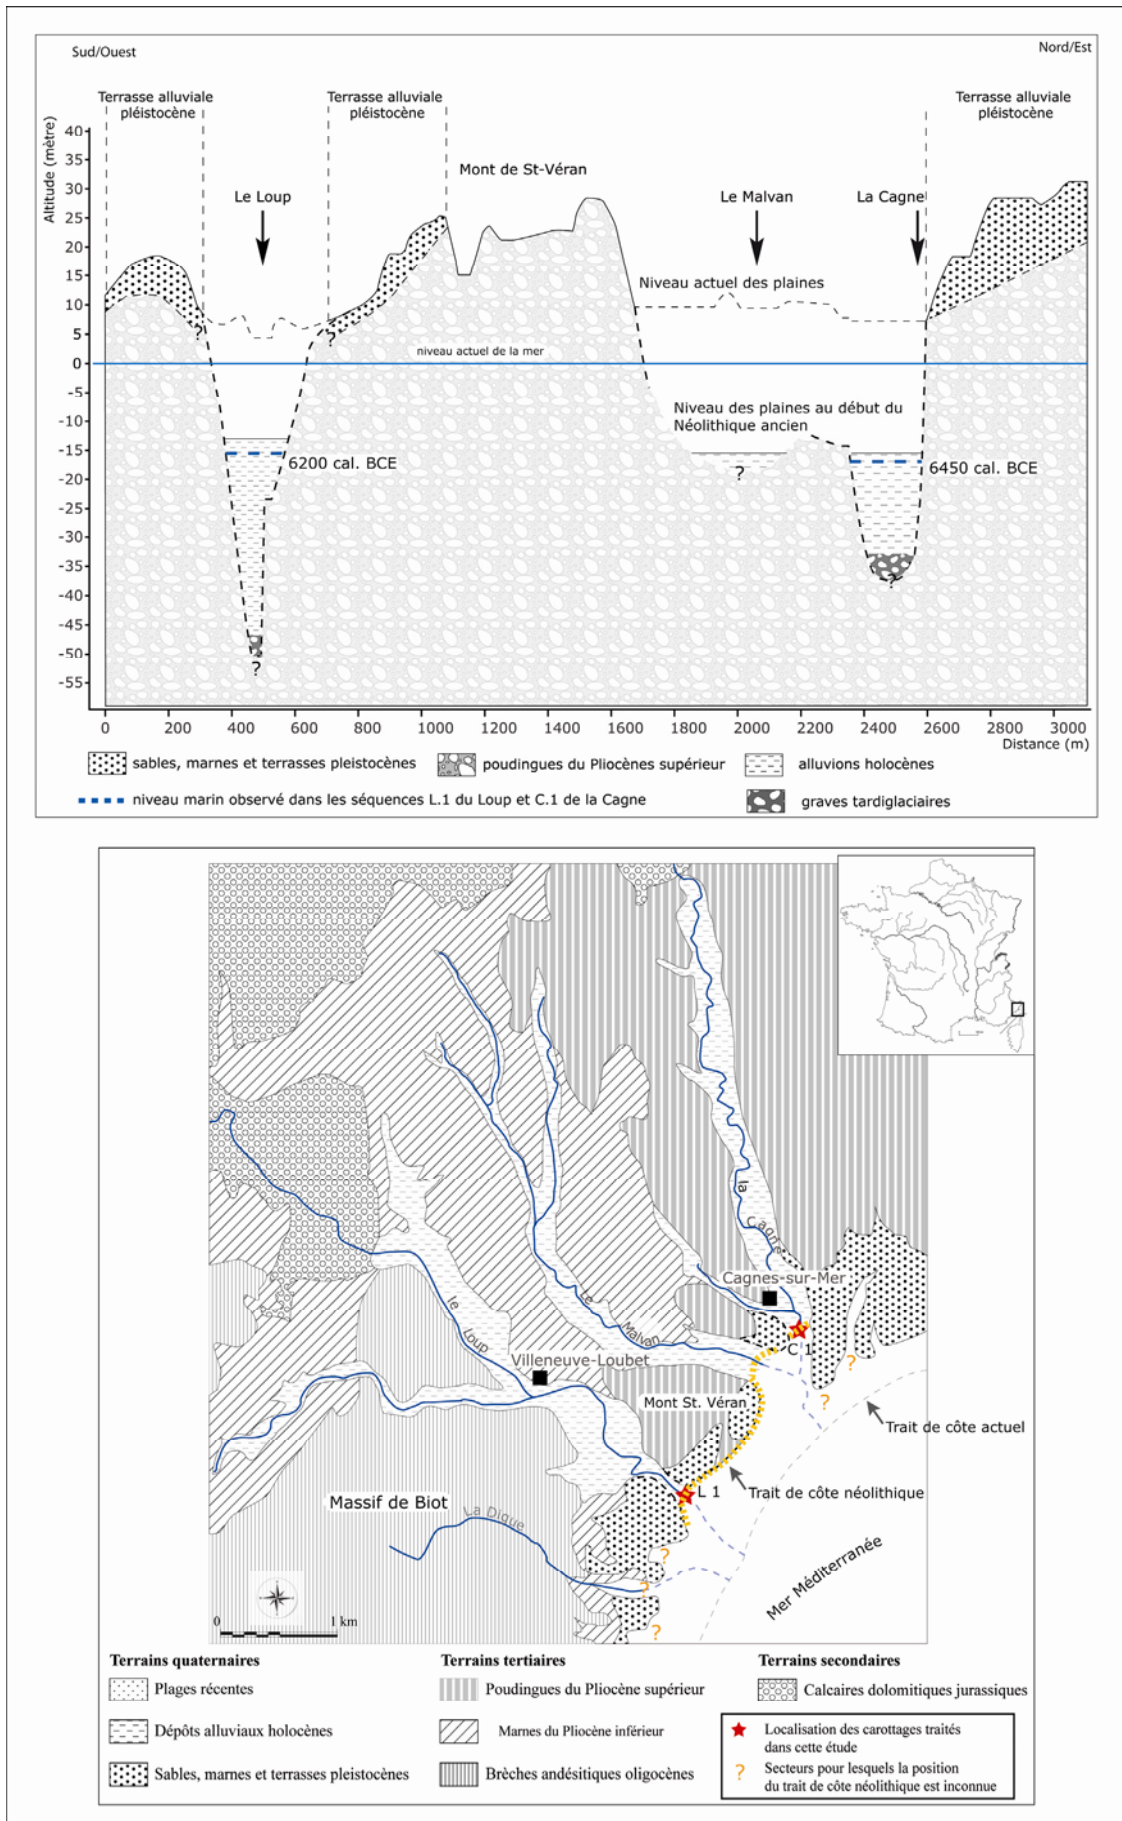 Sud/Ouest
Nord/Est
Terrasse alluviale
pléistocène
Terrasse alluviale
pléistocène
Terrasse alluviale
pléistocène
Altitude (mètre)
40
35
30
25
20
15
10
5
0
-5
-10
-15
-20
-25
-30
-35
-40
-45
-50
-55
Mont de St-Véran
Le Loup
Le Malvan
La Cagne
Niveau actuel des plaines
?
?
niveau actuel de la mer
Niveau des plaines au début du
Néolithique ancien
6200 cal. BCE
?
6450 cal. BCE
?
?
0
200
400
600
800
1000
1200
1400
1600
1800
2000
2200
2400
2600
2800
3000
Distance (m)
sables, marnes et terrasses pleistocènes
poudingues du Pliocènes supérieur
alluvions holocènes
niveau marin observé dans les séquences L.1 du Loup et C.1 de la Cagne
graves tardiglaciaires
la Cagne
Cagnes-sur-Mer
le Loup
Le Malvan
C 1
Villeneuve-Loubet
?
?
Mont St. Véran
Trait de côte actuel
L 1
Trait de côte néolithique
Massif de Biot
La Dique
?
?
?
Mer Méditerranée
0
1 km
Terrains quaternaires
Plages récentes
Dépôts alluviaux holocènes
Sables, marnes et terrasses pleistocènes
Terrains tertiaires
Poudingues du Pliocène supérieur
Marnes du Pliocène inférieur
Brèches andésitiques oligocènes
Terrains secondaires
Calcaires dolomitiques jurassiques
Localisation des carottages traités
dans cette étude
?
Secteurs pour lesquels la position
du trait de côte néolithique est inconnue